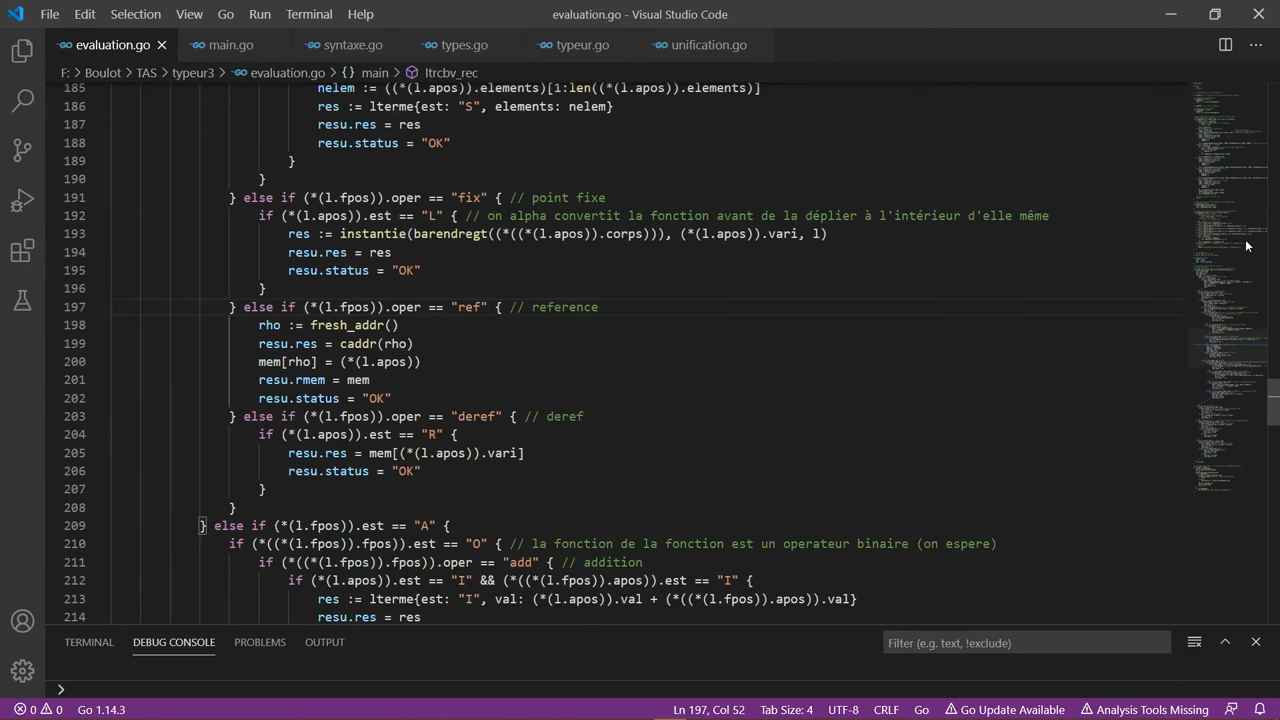 File Edit Selection View Go Run Terminal Help evaluation.go - Visual Studio Code
evaluation.go main.go syntaxe.go types.go typeur.go unification.go
F: > Boulot > TAS > typeur3 > evaluation.go > {} main > ltrcbv_rec
185 nelem := ((*(l.apos)).elements)[1:len((*(l.apos)).elements)]
186 res := lterme{est: "S", elements: nelem}
187 resu.res = res
188 resu.status = "OK"
189 }
190 }
191 } else if (*(l.fpos)).oper == "fix" { // point fixe
192 if (*(l.apos)).est == "L" { // on alpha convertit la fonction avant de la déplier à l'intérieur d'elle même
193 res := instantie(barendregt((*((*(l.apos)).corps))), (*(l.apos)).vari, l)
194 resu.res = res
195 resu.status = "OK"
196 }
197 } else if (*(l.fpos)).oper == "ref" { // reference
198 rho := fresh_addr()
199 resu.res = caddr(rho)
200 mem[rho] = (*(l.apos))
201 resu.rmem = mem
202 resu.status = "OK"
203 } else if (*(l.fpos)).oper == "deref" { // deref
204 if (*(l.apos)).est == "R" {
205 resu.res = mem[(*(l.apos)).val]
206 resu.status = "OK"
207 }
208 }
209 } else if (*(l.fpos)).est == "A" {
210 if (*((*(l.fpos)).fpos)).est == "O" { // la fonction de la fonction est un operateur binaire (on espere)
211 if (*((*(l.fpos)).fpos)).oper == "add" { // addition
212 if (*(l.apos)).est == "I" && (*((*(l.fpos)).apos)).est == "I" {
213 res := lterme{est: "I", val: (*(l.apos)).val + (*((*(l.fpos)).apos)).val}
214 resu.res = res
TERMINAL DEBUG CONSOLE PROBLEMS OUTPUT Filter (e.g. text, !exclude)
0 0 Go 1.14.3 Ln 197, Col 52 Tab Size: 4 UTF-8 CRLF Go Go Update Available Analysis Tools Missing